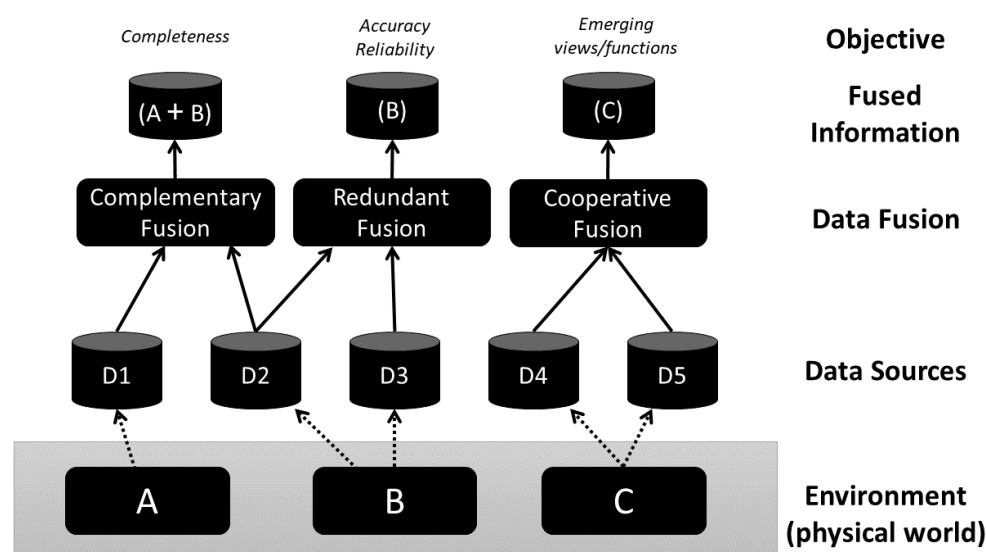 Completeness
Accuracy
Reliability
Emerging
views/functions
Objective
(A + B)
(B)
(C)
Fused
Information
Complementary
Fusion
Redundant
Fusion
Cooperative
Fusion
Data Fusion
D1
D2
D3
D4
D5
Data Sources
A
B
C
Environment
(physical world)